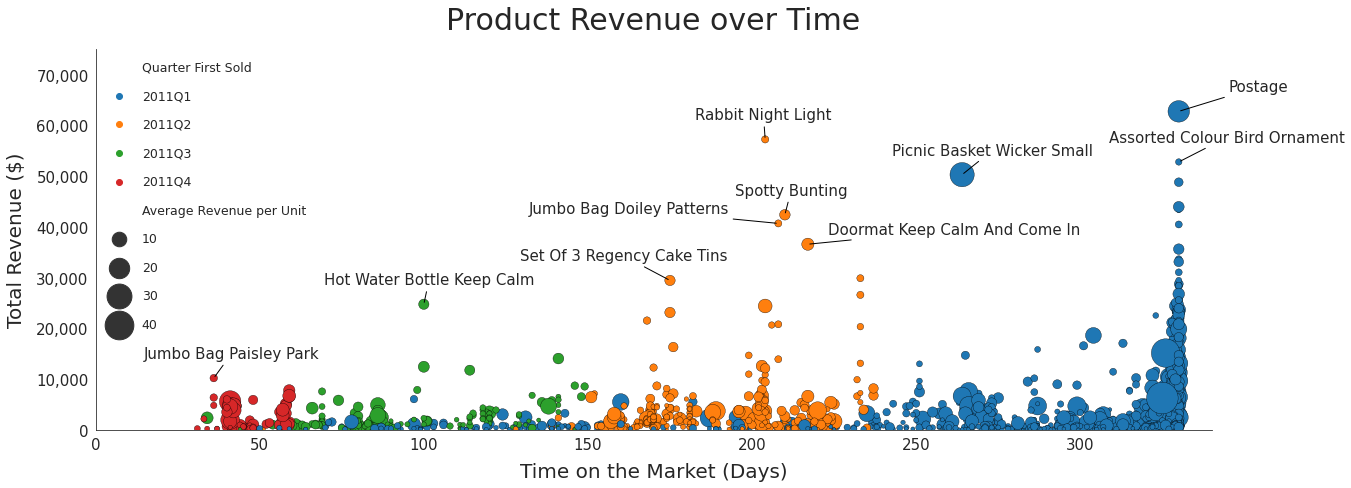 Product Revenue over Time
Total Revenue ($)
70,000
60,000
50,000
40,000
30,000
20,000
10,000
0
Quarter First Sold
2011Q1
2011Q2
2011Q3
2011Q4
Average Revenue per Unit
10
20
30
40
Postage
Rabbit Night Light
Assorted Colour Bird Ornament
Picnic Basket Wicker Small
Spotty Bunting
Jumbo Bag Doiley Patterns
Doormat Keep Calm And Come In
Set Of 3 Regency Cake Tins
Hot Water Bottle Keep Calm
Jumbo Bag Paisley Park
0
50
100
150
200
250
300
Time on the Market (Days)